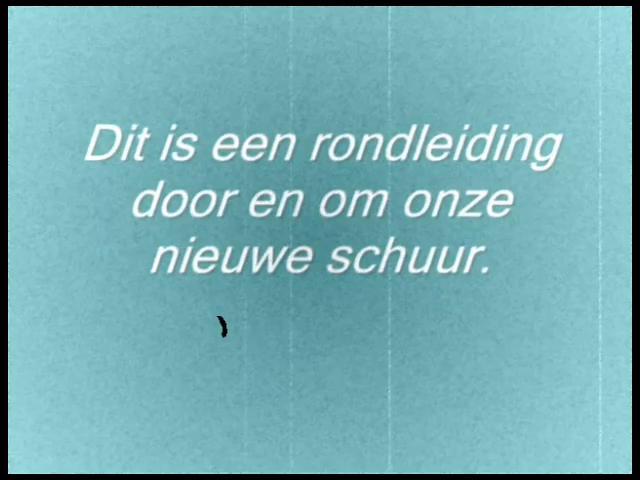 Dit is een rondleiding
door en om onze
nieuwe schuur.